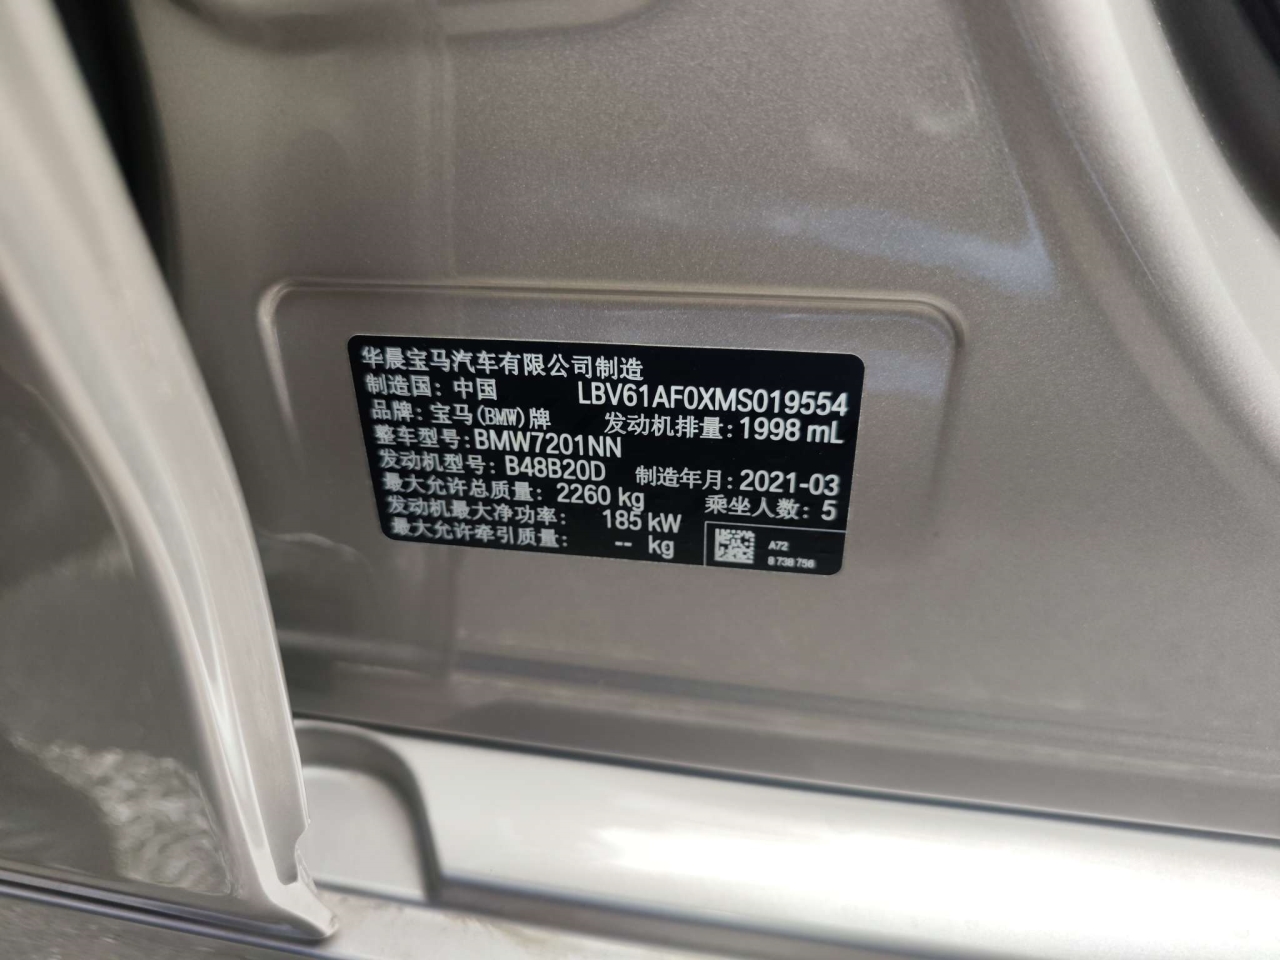 华晨宝马汽车有限公司制造
制造国：中国 LBV61AF0XMS019554
品牌：宝马(BMW)牌 发动机排量：1998 mL
整车型号：BMW7201NN
发动机型号：B48B20D 制造年月：2021-03
最大允许总质量：2260 kg 乘坐人数：5
发动机最大净功率： 185 kW
最大允许牵引质量： -- kg
A72
8 738 756